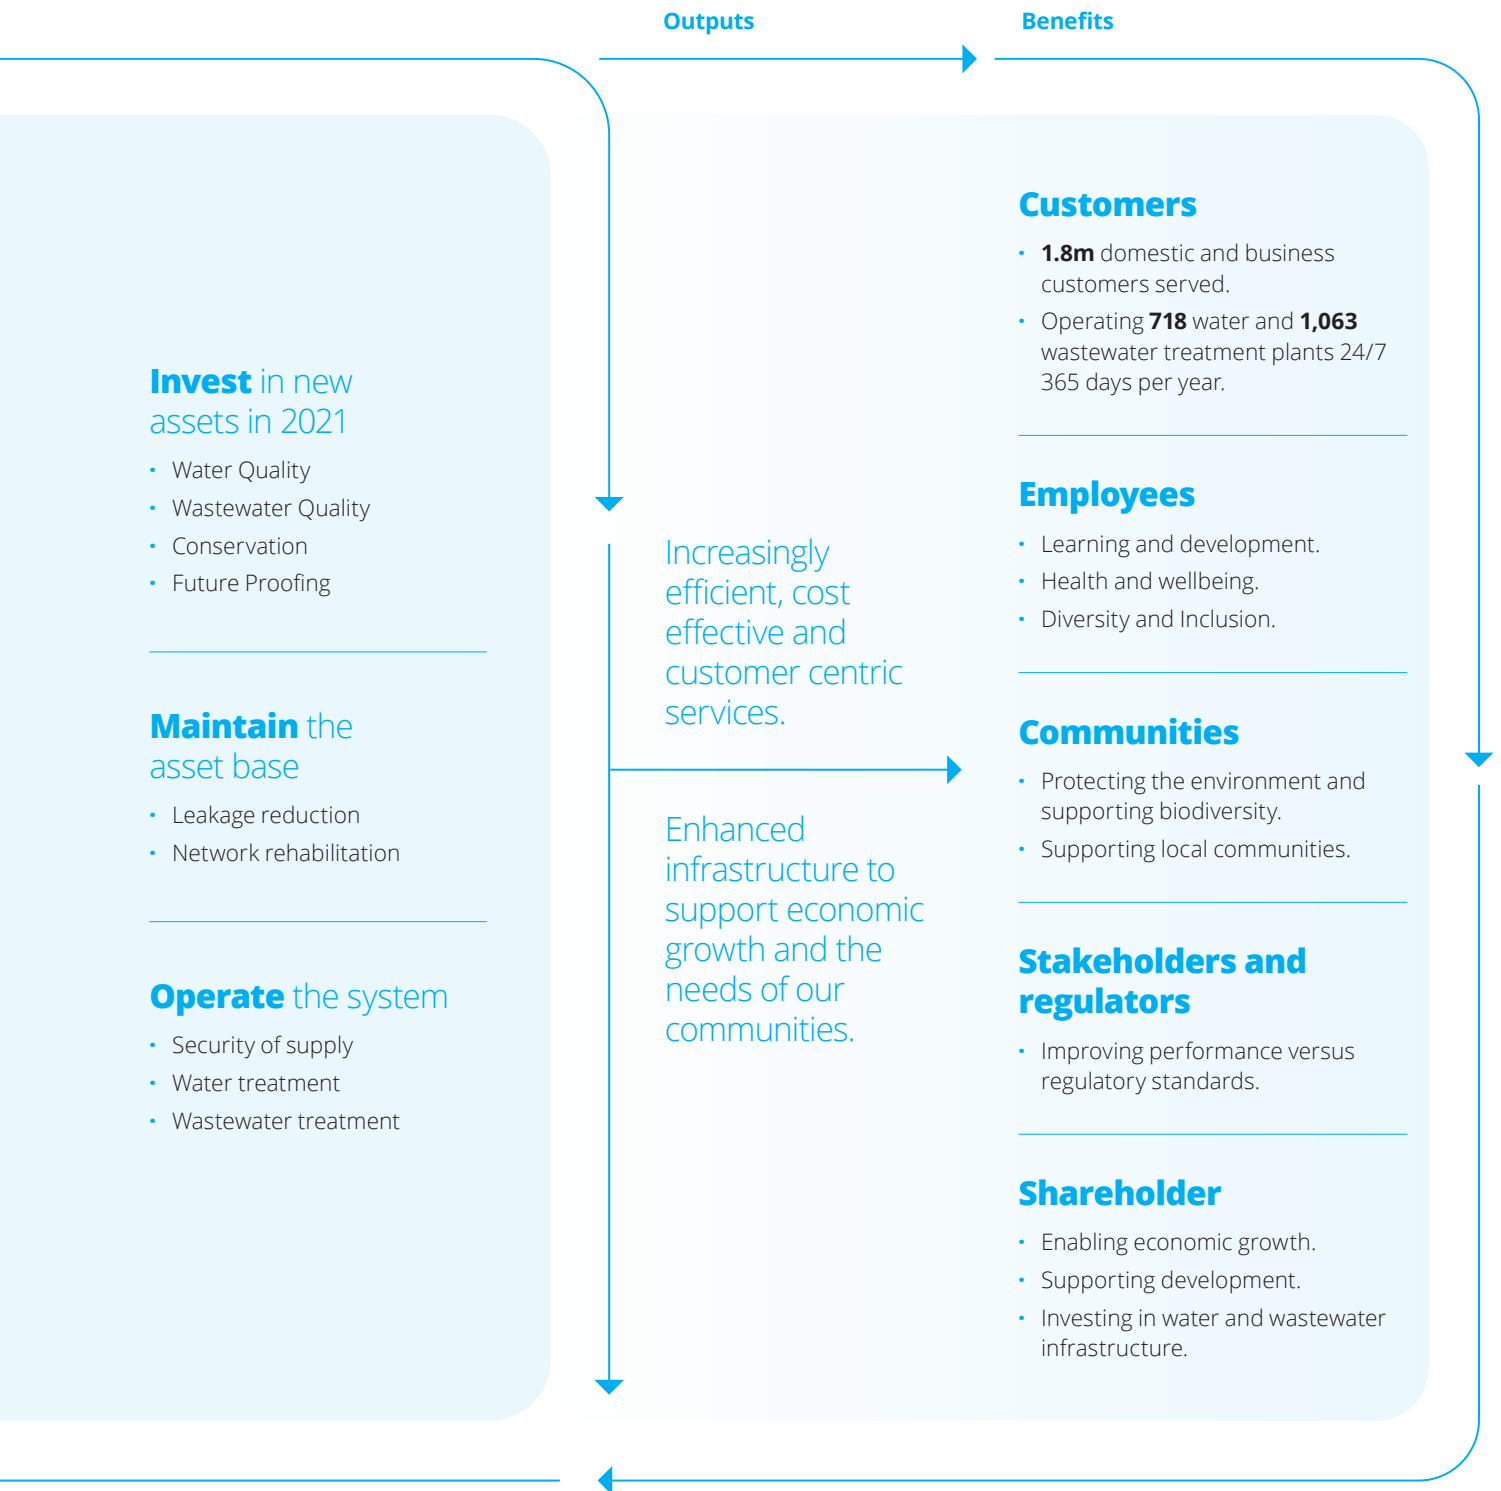 Outputs
Benefits
Invest in new
assets in 2021
• Water Quality
• Wastewater Quality
• Conservation
• Future Proofing
Maintain the
asset base
• Leakage reduction
• Network rehabilitation
Operate the system
• Security of supply
• Water treatment
• Wastewater treatment
Increasingly
efficient, cost
effective and
customer centric
services.
Enhanced
infrastructure to
support economic
growth and the
needs of our
communities.
Customers
• 1.8m domestic and business
customers served.
• Operating 718 water and 1,063
wastewater treatment plants 24/7
365 days per year.
Employees
• Learning and development.
• Health and wellbeing.
• Diversity and Inclusion.
Communities
• Protecting the environment and
supporting biodiversity.
• Supporting local communities.
Stakeholders and
regulators
• Improving performance versus
regulatory standards.
Shareholder
• Enabling economic growth.
• Supporting development.
• Investing in water and wastewater
infrastructure.